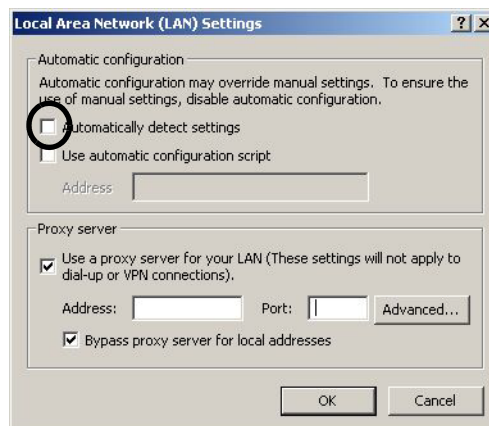 Local Area Network (LAN) Settings
Automatic configuration
Automatic configuration may override manual settings. To ensure the
use of manual settings, disable automatic configuration.
Automatically detect settings
Use automatic configuration script
Address
Proxy server
Use a proxy server for your LAN (These settings will not apply to
dial-up or VPN connections).
Address: Port: Advanced...
Bypass proxy server for local addresses
OK Cancel